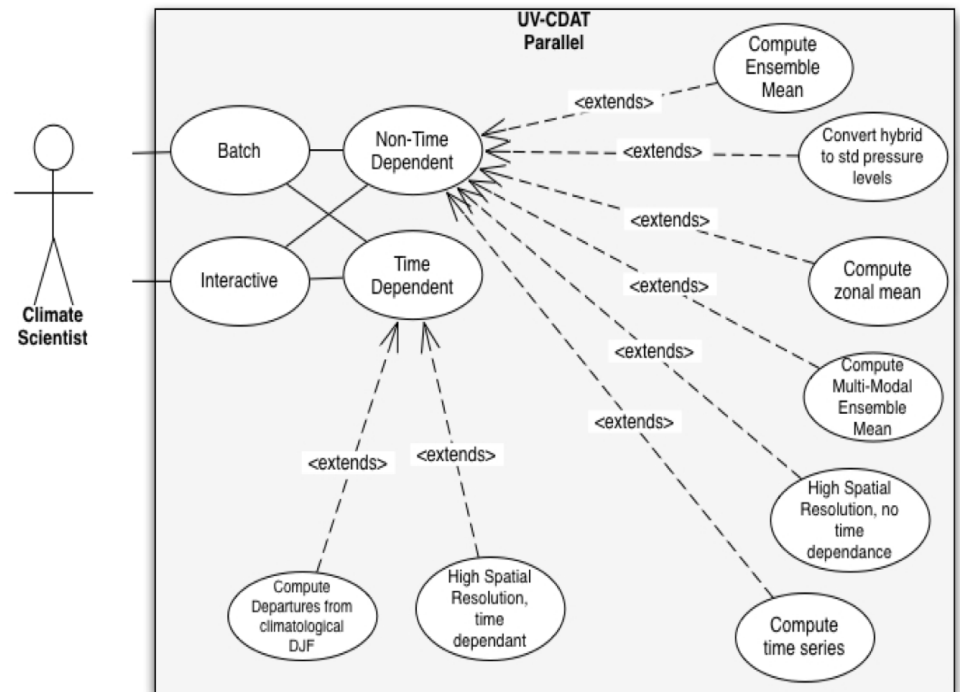 UV-CDAT
Parallel
Compute
Ensemble
Mean
<extends>
Convert hybrid
to std pressure
levels
<extends>
Batch
Non-Time
Dependent
<extends>
Compute
zonal mean
Interactive
Time
Dependent
<extends>
Climate
Scientist
<extends>
Compute
Multi-Modal
Ensemble
Mean
<extends>
<extends>
<extends>
High Spatial
Resolution, no
time
dependance
Compute
Departures from
climatological
DJF
High Spatial
Resolution,
time
dependant
Compute
time series